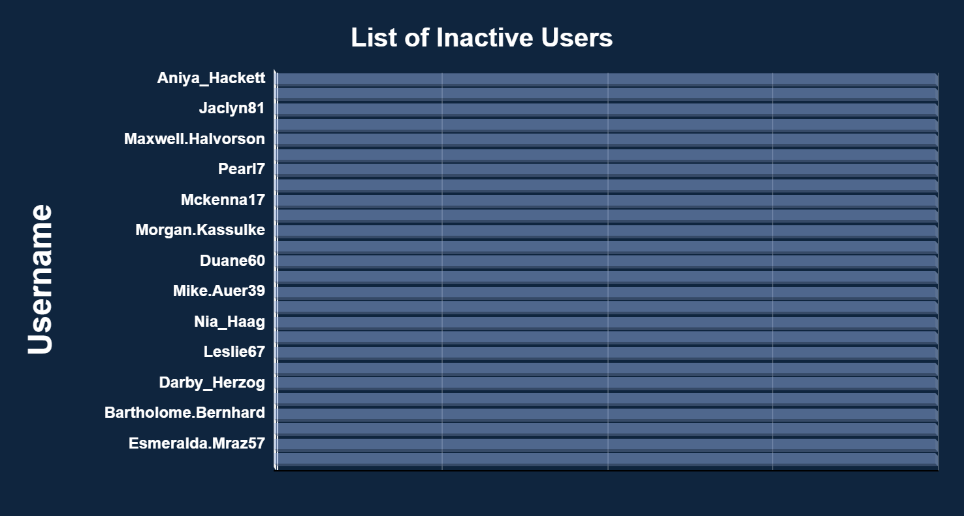 List of Inactive Users
Username
Aniya_Hackett
Jaclyn81
Maxwell.Halvorson
Pearl7
Mckenna17
Morgan.Kassulke
Duane60
Mike.Auer39
Nia_Haag
Leslie67
Darby_Herzog
Bartholome.Bernhard
Esmeralda.Mraz57